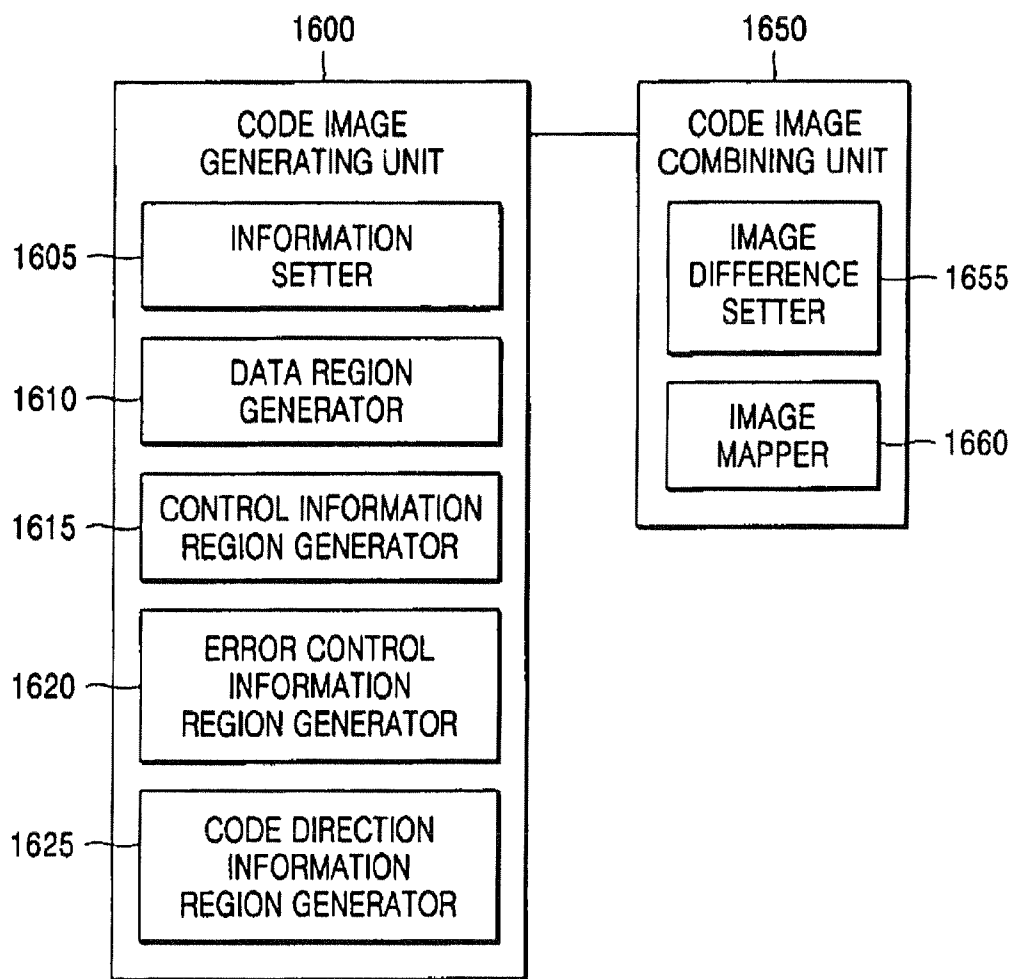 1600
CODE IMAGE
GENERATING UNIT
1605
INFORMATION
SETTER
1610
DATA REGION
GENERATOR
1615
CONTROL INFORMATION
REGION GENERATOR
1620
ERROR CONTROL
INFORMATION
REGION GENERATOR
1625
CODE DIRECTION
INFORMATION
REGION GENERATOR
1650
CODE IMAGE
COMBINING UNIT
IMAGE
DIFFERENCE
SETTER
1655
IMAGE
MAPPER
1660